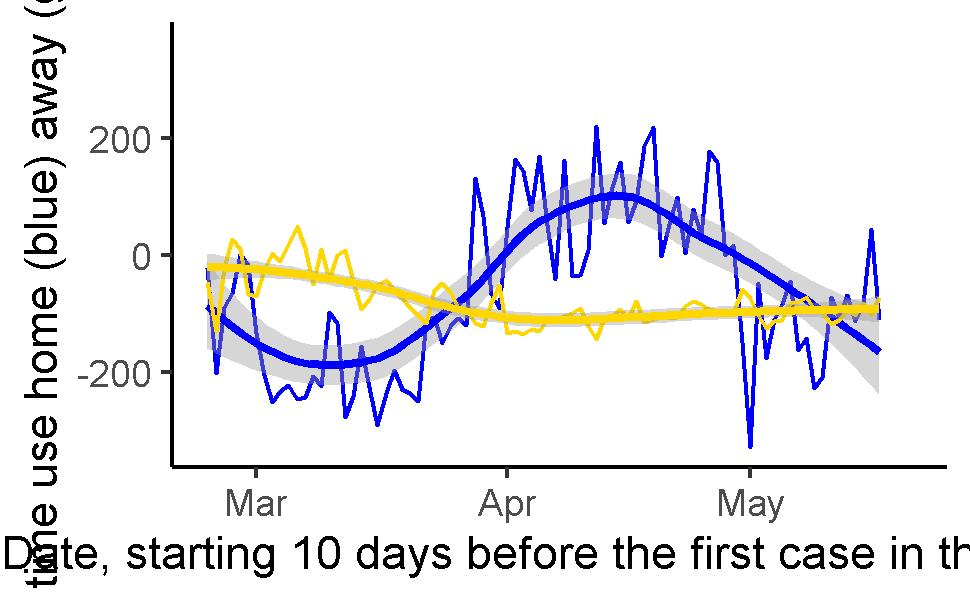 time use home (blue) away (
200
0
-200
Mar Apr May
Date, starting 10 days before the first case in th